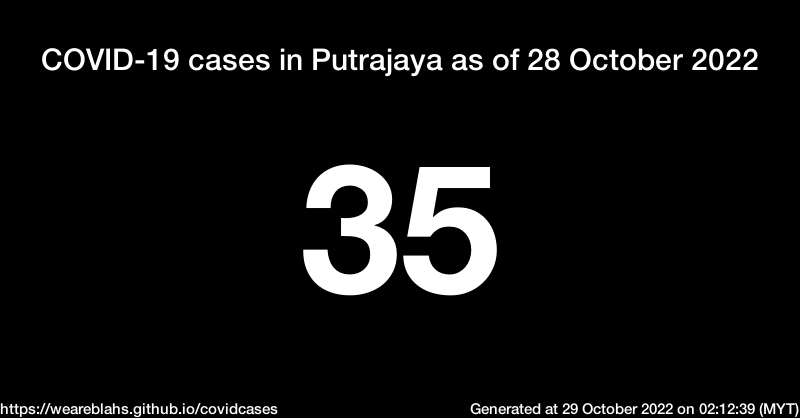 COVID-19 cases in Putrajaya as of 28 October 2022
35
https://weareblahs.github.io/covidcases
Generated at 29 October 2022 on 02:12:39 (MYT)